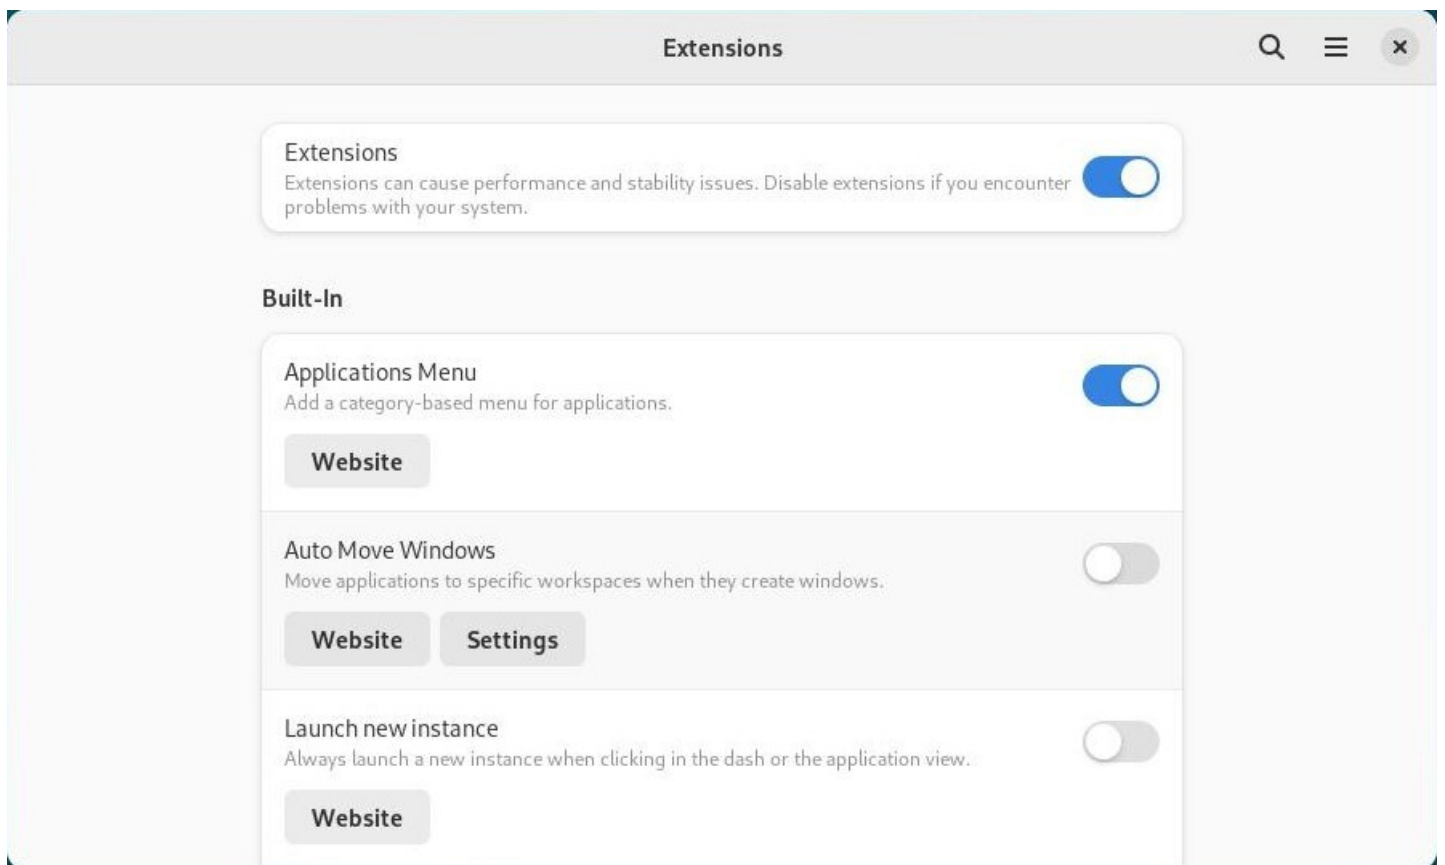 Extensions
Extensions
Extensions can cause performance and stability issues. Disable extensions if you encounter
problems with your system.
Built-In
Applications Menu
Add a category-based menu for applications.
Website
Auto Move Windows
Move applications to specific workspaces when they create windows.
Website Settings
Launch new instance
Always launch a new instance when clicking in the dash or the application view.
Website